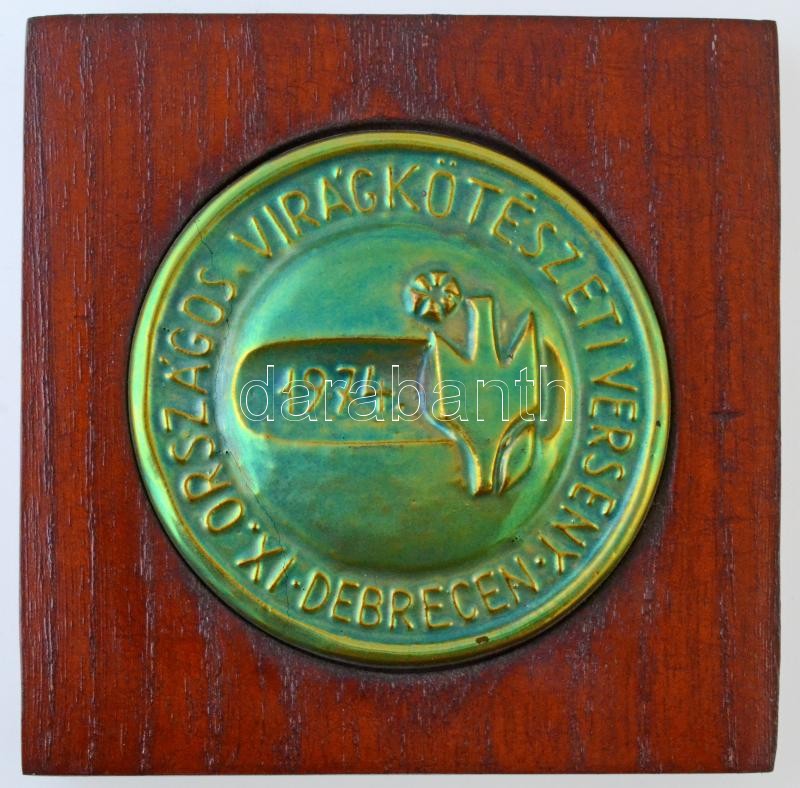 IX. ORSZÁGOS. VIRÁGKÖTÉSZETI VERSENY·
·DEBRECEN·
1974.
darabanth